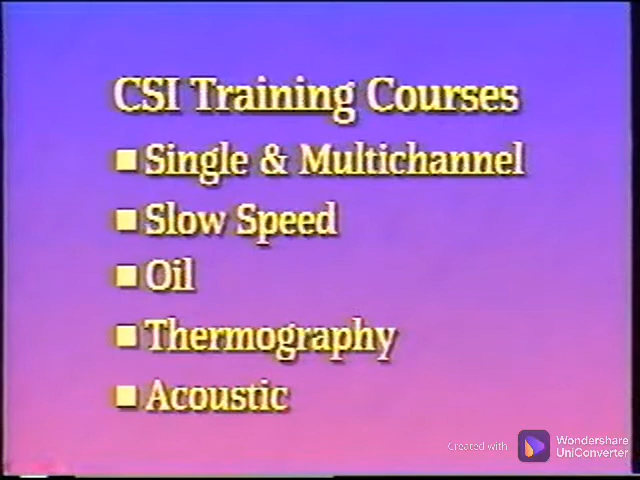 CSI Training Courses
Single & Multichannel
Slow Speed
Oil
Thermography
Acoustic
Created with Wondershare
UniConverter